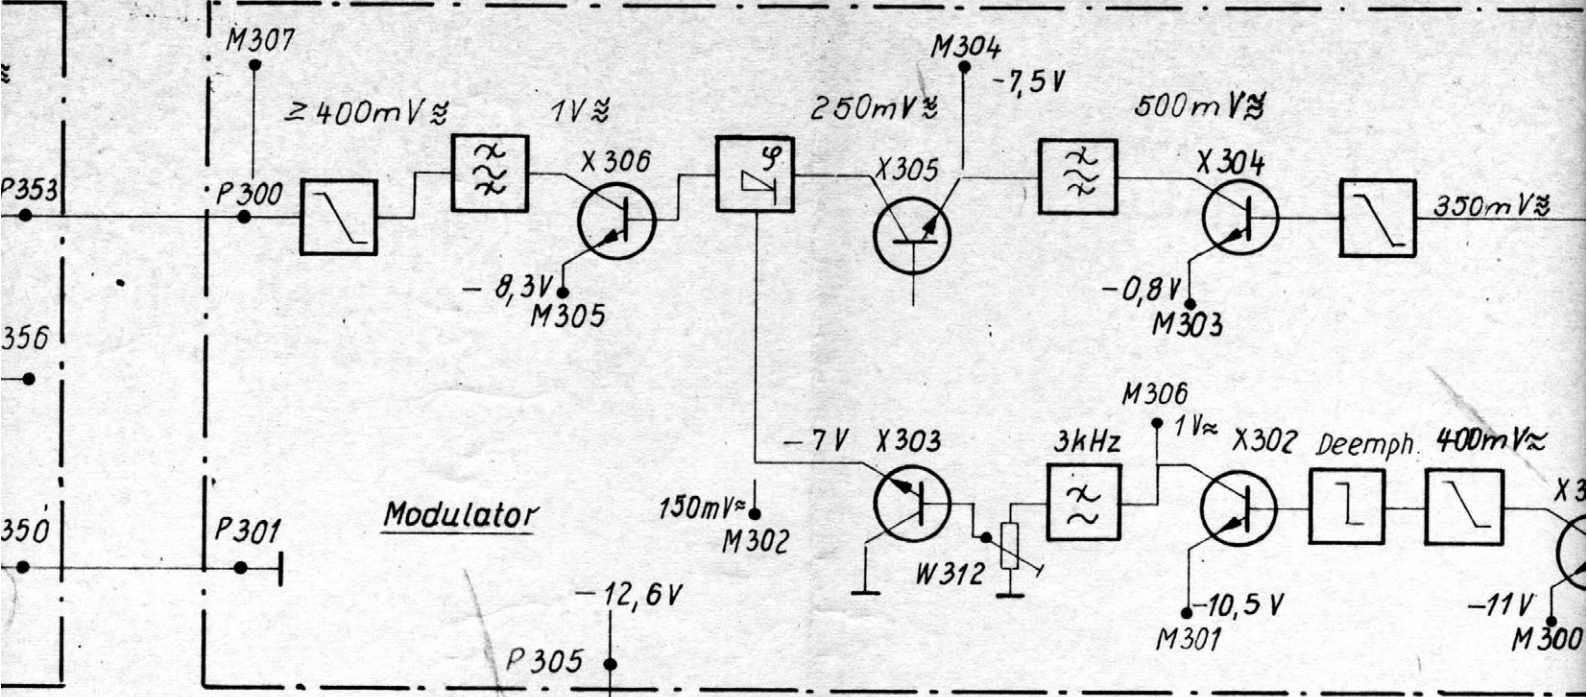 M307
M304
-7,5V
≥400mV≈
1V≈
250mV≈
500mV≈
X306
φ
X305
X304
P353
P300
350mV≈
-8,3V
M305
-0,8V
M303
356
M306
1V≈
-7V
X303
3kHz
X302
Deemph.
400mV≈
X3
150mV≈
M302
Modulator
350'
P301
W312
-12,6V
-10,5V
M301
-11V
M300
P305